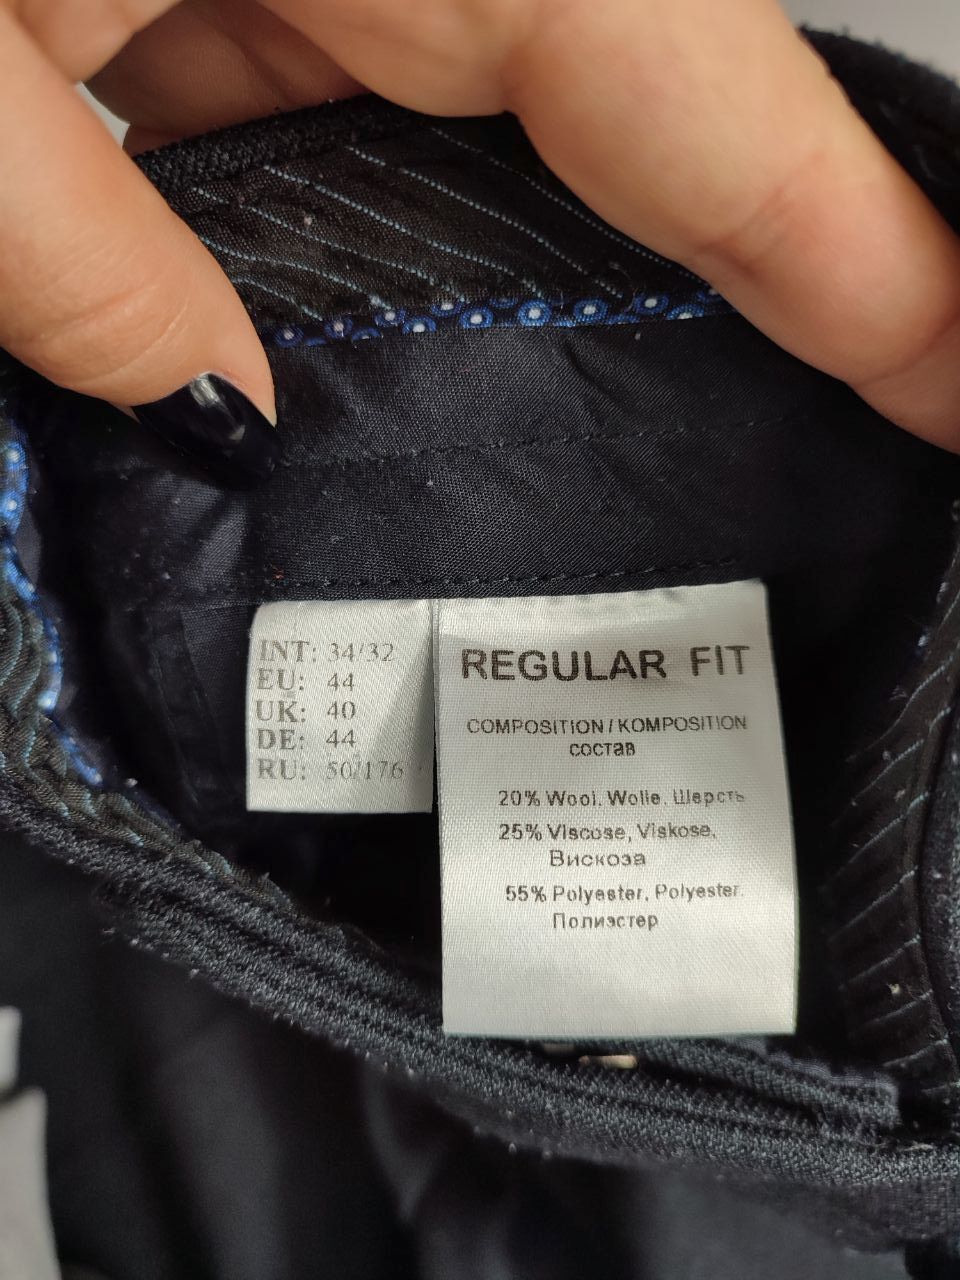 INT: 34/32
EU: 44
UK: 40
DE: 44
RU: 50/176
REGULAR FIT
COMPOSITION / KOMPOSITION
состав
20% Wool, Wolle, Шерсть
25% Viscose, Viskose,
Вискоза
55% Polyester, Polyester,
Полиэстер